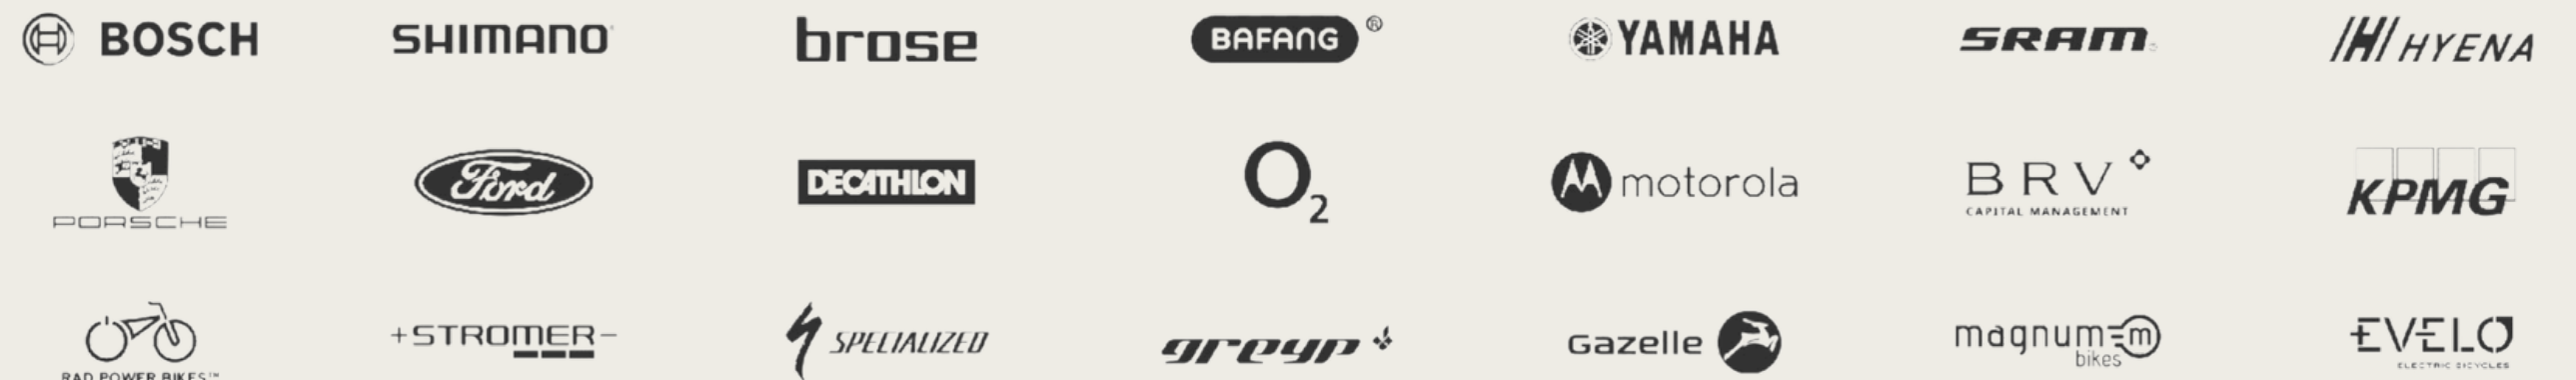 BOSCH
SHIMANO
brose
BAFANG ®
YAMAHA
SRAM
HYENA
PORSCHE
Ford
DECATHLON
O2
motorola
BRV
CAPITAL MANAGEMENT
KPMG
RAD POWER BIKES™
+STROMER–
SPECIALIZED
greyp
Gazelle
magnum m
bikes
EVELO
ELECTRIC BICYCLES